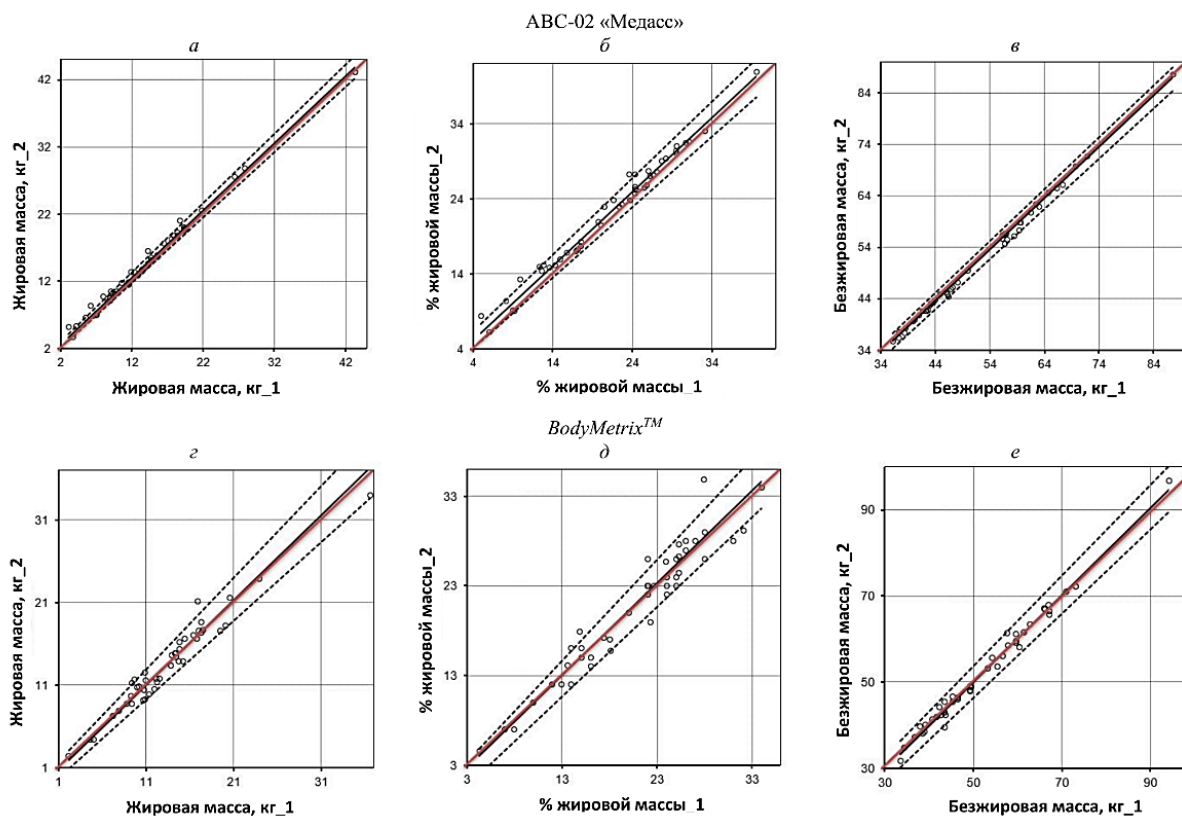 АВС-02 «Медасс»
а
б
в
Жировая масса, кг_2
42
32
22
12
2
2
12
22
32
42
Жировая масса, кг_1
% жировой массы_2
34
24
14
4
4
14
24
34
% жировой массы_1
Безжировая масса, кг_2
84
74
64
54
44
34
34
44
54
64
74
84
Безжировая масса, кг_1
BodyMetrixTM
г
д
е
Жировая масса, кг_2
31
21
11
1
1
11
21
31
Жировая масса, кг_1
% жировой массы_2
33
23
13
3
3
13
23
33
% жировой массы_1
Безжировая масса, кг_2
90
70
50
30
30
50
70
90
Безжировая масса, кг_1